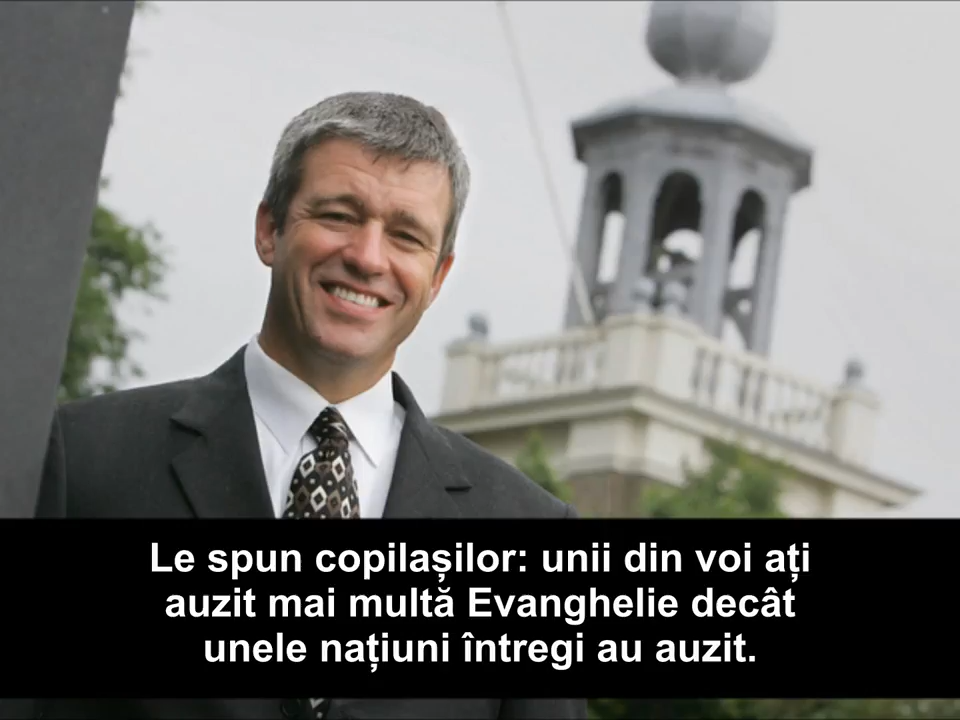 Le spun copilașilor: unii din voi ați
auzit mai multă Evanghelie decât
unele națiuni întregi au auzit.